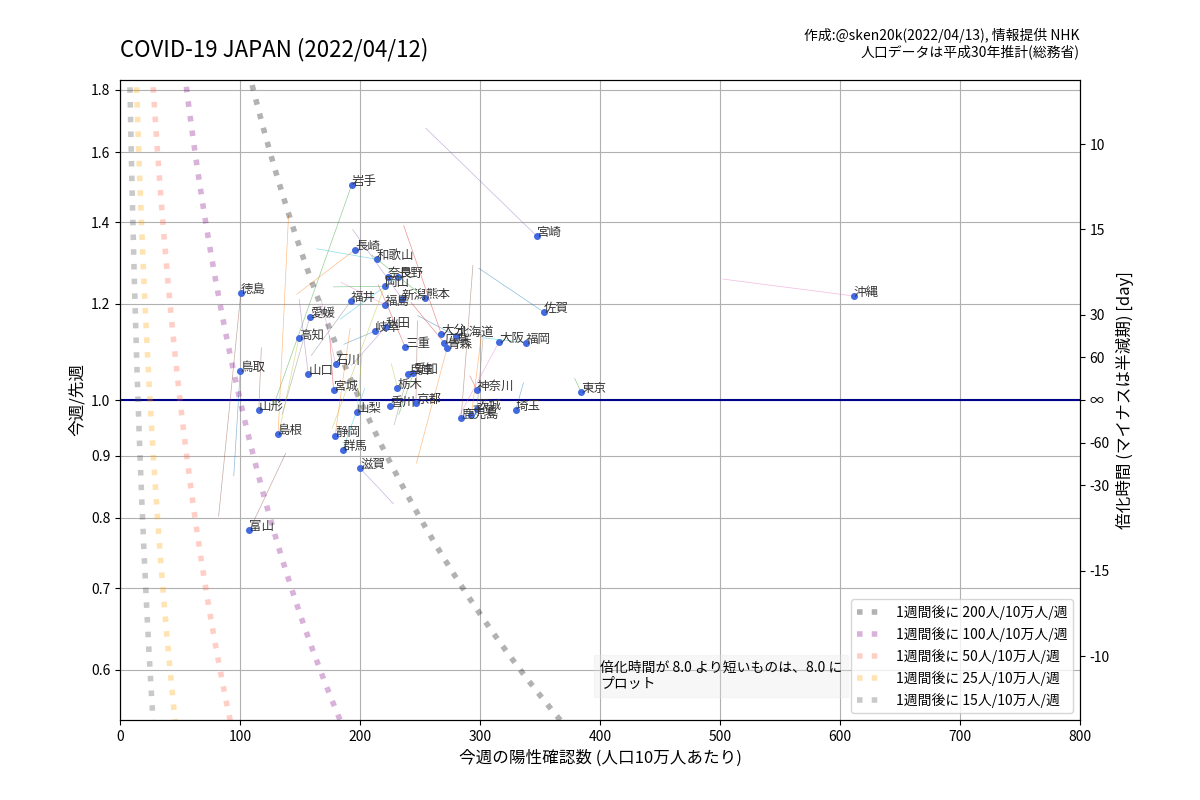 COVID-19 JAPAN (2022/04/12)
作成:@sken20k(2022/04/13), 情報提供 NHK
人口データは平成30年推計(総務省)
1.8
1.6
1.4
1.2
1.0
0.9
0.8
0.7
0.6
今週/先週
10
15
30
60
∞
-60
-30
-15
-10
倍化時間 (マイナスは半減期) [day]
岩手
宮崎
長崎
和歌山
奈良
長野
岡山
徳島
福井
新潟
熊本
沖縄
福島
佐賀
愛媛
秋田
岐阜
高知
大分
北海道
三重
広島
青森
大阪
福岡
石川
鳥取
山口
兵庫
愛知
宮城
栃木
神奈川
東京
香川
京都
山形
山梨
茨城
鹿児島
埼玉
島根
静岡
群馬
滋賀
富山
倍化時間が 8.0 より短いものは、8.0 に
プロット
1週間後に 200人/10万人/週
1週間後に 100人/10万人/週
1週間後に 50人/10万人/週
1週間後に 25人/10万人/週
1週間後に 15人/10万人/週
0
100
200
300
400
500
600
700
800
今週の陽性確認数 (人口10万人あたり)